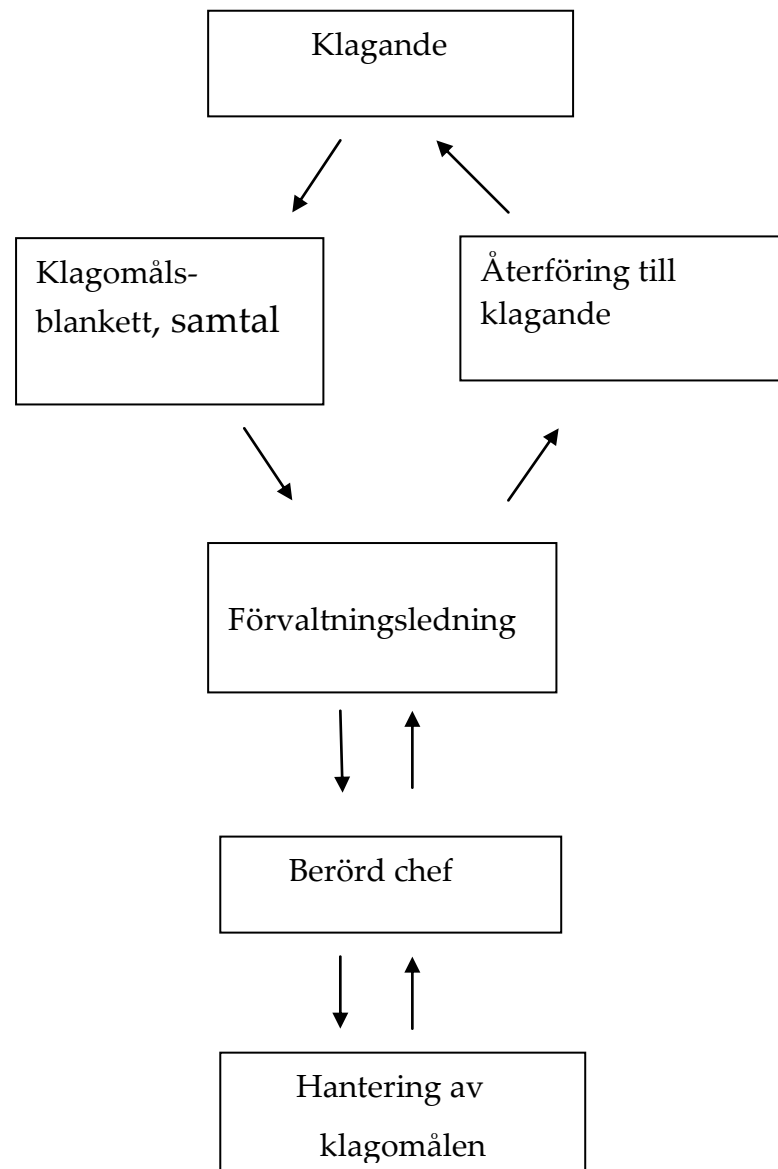 Klagande
Klagomåls-
blankett, samtal
Återföring till
klagande
Förvaltningsledning
Berörd chef
Hantering av
klagomålen